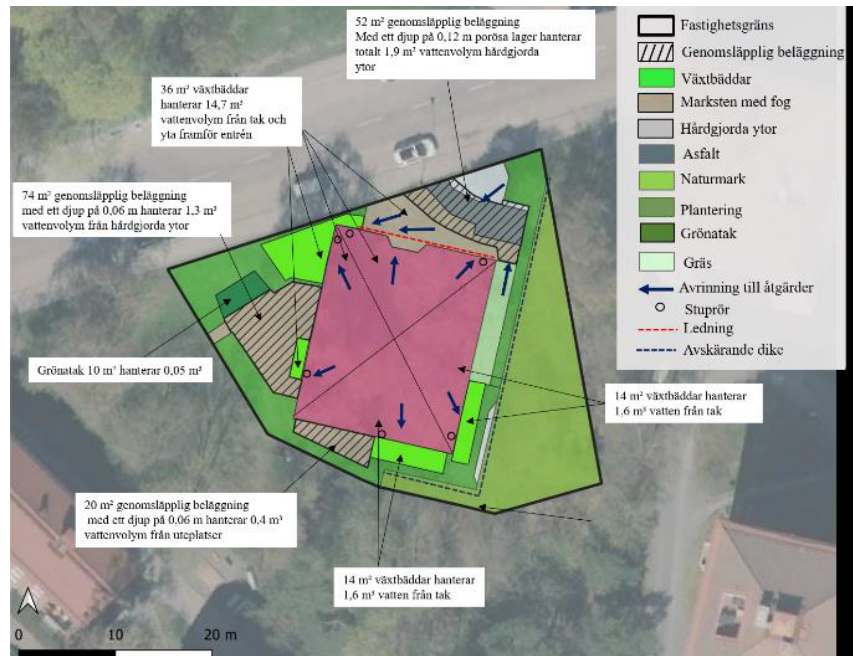 52 m² genomsläpplig beläggning
Med ett djup på 0,12 m porösa lager hanterar
totalt 1,9 m³ vattenvolym hårdgjorda
ytor
36 m² växtbäddar
hanterar 14,7 m³
vattenvolym från tak och
yta framför entrén
74 m² genomsläpplig beläggning
med ett djup på 0,06 m hanterar 1,3 m³
vattenvolym från hårdgjorda ytor
Grönatak 10 m² hanterar 0,05 m³
20 m² genomsläpplig beläggning
med ett djup på 0,06 m hanterar 0,4 m³
vattenvolym från uteplatser
14 m² växtbäddar hanterar
1,6 m³ vatten från tak
14 m² växtbäddar hanterar
1,6 m³ vatten från tak
Fastighetsgräns
Genomsläpplig beläggning
Växtbäddar
Marksten med fog
Hårdgjorda ytor
Asfalt
Naturmark
Plantering
Grönatak
Gräs
Avrinning till åtgärder
Stuprör
Ledning
Avskärande dike
0 10 20 m